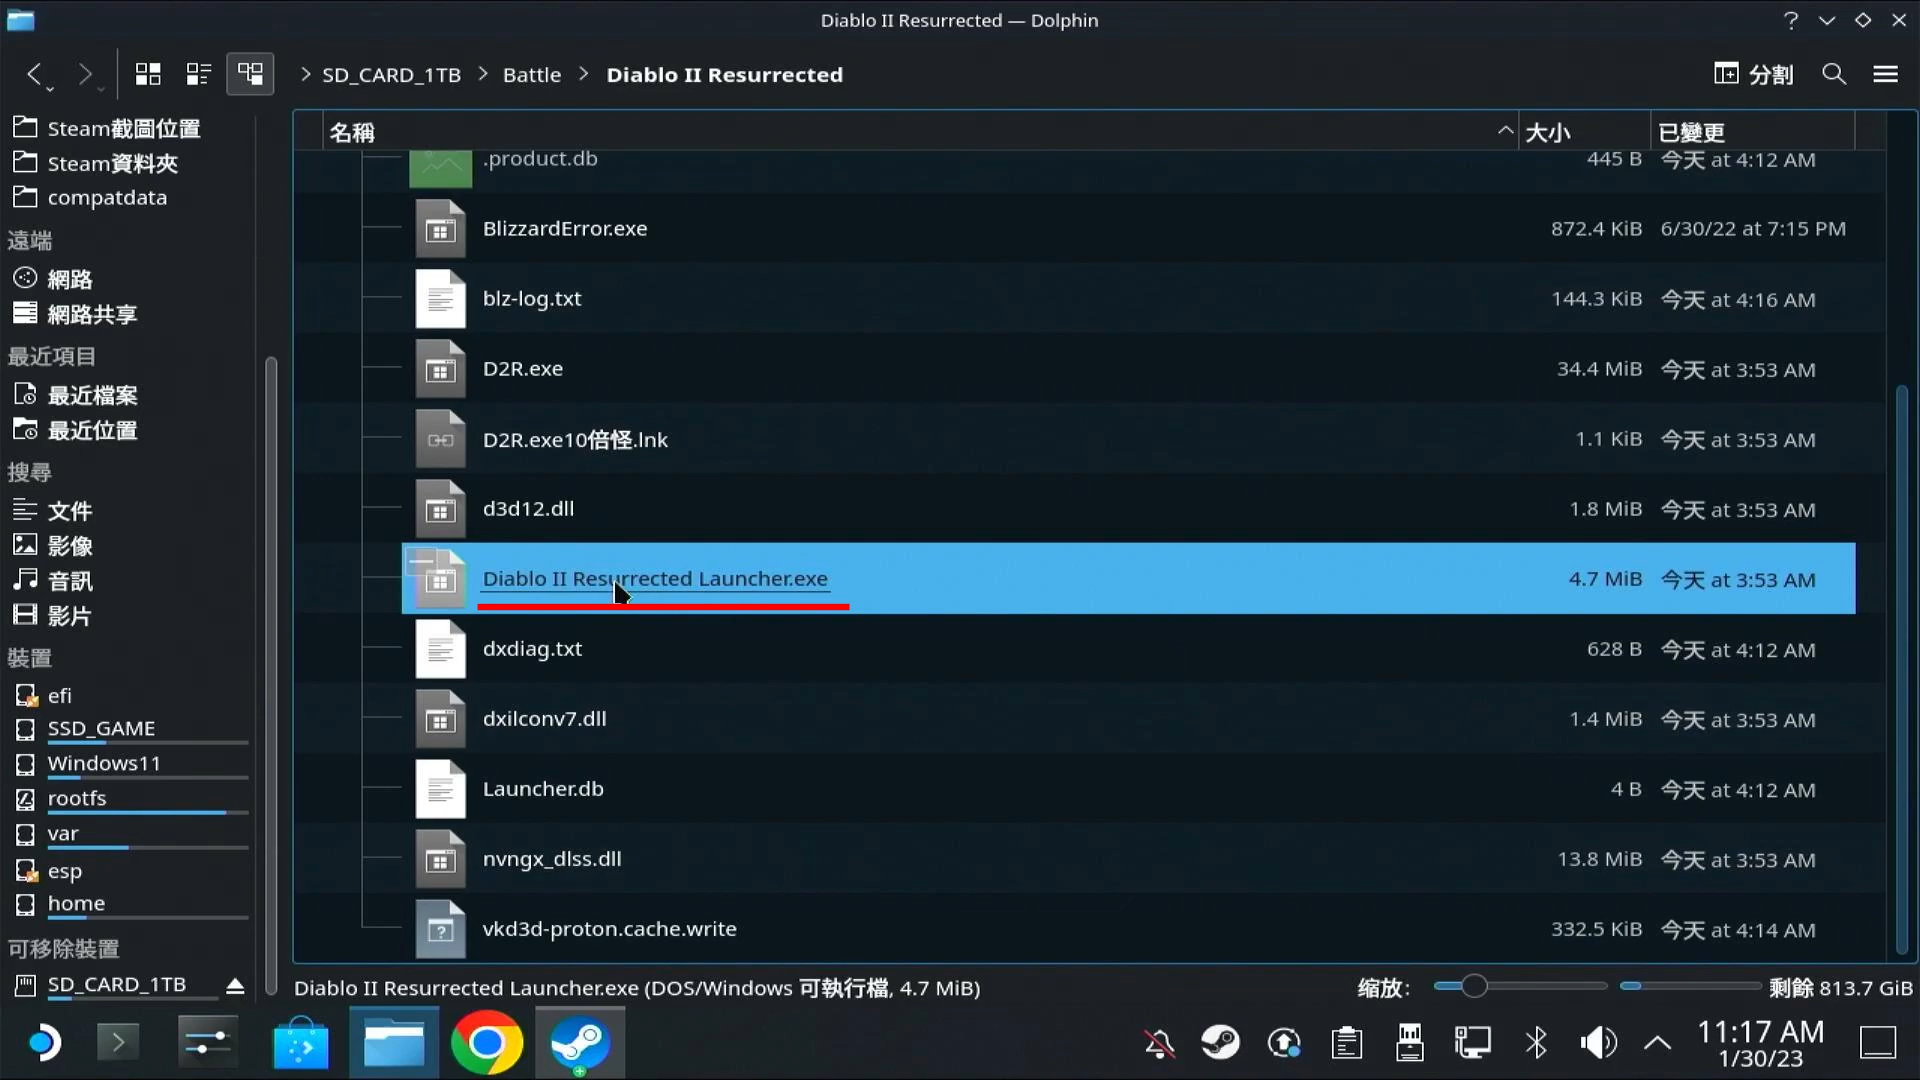 Diablo II Resurrected — Dolphin
SD_CARD_1TB
Battle
Diablo II Resurrected
分割
Steam截圖位置
Steam資料夾
compatdata
遠端
網路
網路共享
最近項目
最近檔案
最近位置
搜尋
文件
影像
音訊
影片
裝置
efi
SSD_GAME
Windows11
rootfs
var
esp
home
可移除裝置
SD_CARD_1TB
名稱 大小 已變更
.product.db 445 B 今天 at 4:12 AM
BlizzardError.exe 872.4 KiB 6/30/22 at 7:15 PM
blz-log.txt 144.3 KiB 今天 at 4:16 AM
D2R.exe 34.4 MiB 今天 at 3:53 AM
D2R.exe10倍怪.lnk 1.1 KiB 今天 at 3:53 AM
d3d12.dll 1.8 MiB 今天 at 3:53 AM
Diablo II Resurrected Launcher.exe 4.7 MiB 今天 at 3:53 AM
dxdiag.txt 628 B 今天 at 4:12 AM
dxilconv7.dll 1.4 MiB 今天 at 3:53 AM
Launcher.db 4 B 今天 at 4:12 AM
nvngx_dlss.dll 13.8 MiB 今天 at 3:53 AM
vkd3d-proton.cache.write 332.5 KiB 今天 at 4:14 AM
Diablo II Resurrected Launcher.exe (DOS/Windows 可執行檔, 4.7 MiB)
缩放:
剩餘 813.7 GiB
11:17 AM
1/30/23